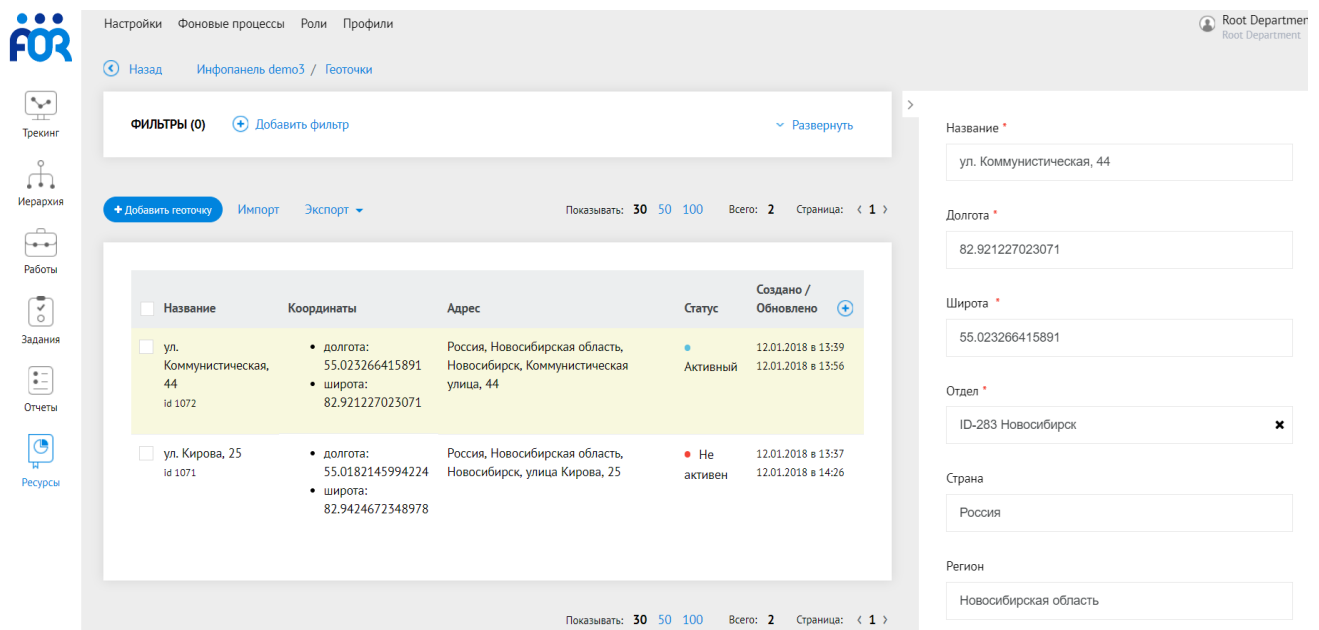 FOR
Настройки Фоновые процессы Роли Профили
Root Departmen
Root Department
Назад Инфопанель demo3 / Геоточки
Трекинг
Иерархия
Работы
Задания
Отчеты
Ресурсы
ФИЛЬТРЫ (0) Добавить фильтр Развернуть
+ Добавить геоточку Импорт Экспорт Показывать: 30 50 100 Всего: 2 Страница: < 1 >
Название Координаты Адрес Статус Создано /
Обновлено
ул. • долгота: Россия, Новосибирская область, 12.01.2018 в 13:39
Коммунистическая, 55.023266415891 Новосибирск, Коммунистическая Активный 12.01.2018 в 13:56
44 • широта: улица, 44
id 1072 82.921227023071
ул. Кирова, 25 • долгота: Россия, Новосибирская область, Не 12.01.2018 в 13:37
id 1071 55.0182145994224 Новосибирск, улица Кирова, 25 активен 12.01.2018 в 14:26
• широта:
82.9424672348978
Показывать: 30 50 100 Всего: 2 Страница: < 1 >
Название *
ул. Коммунистическая, 44
Долгота *
82.921227023071
Широта *
55.023266415891
Отдел *
ID-283 Новосибирск
Страна
Россия
Регион
Новосибирская область